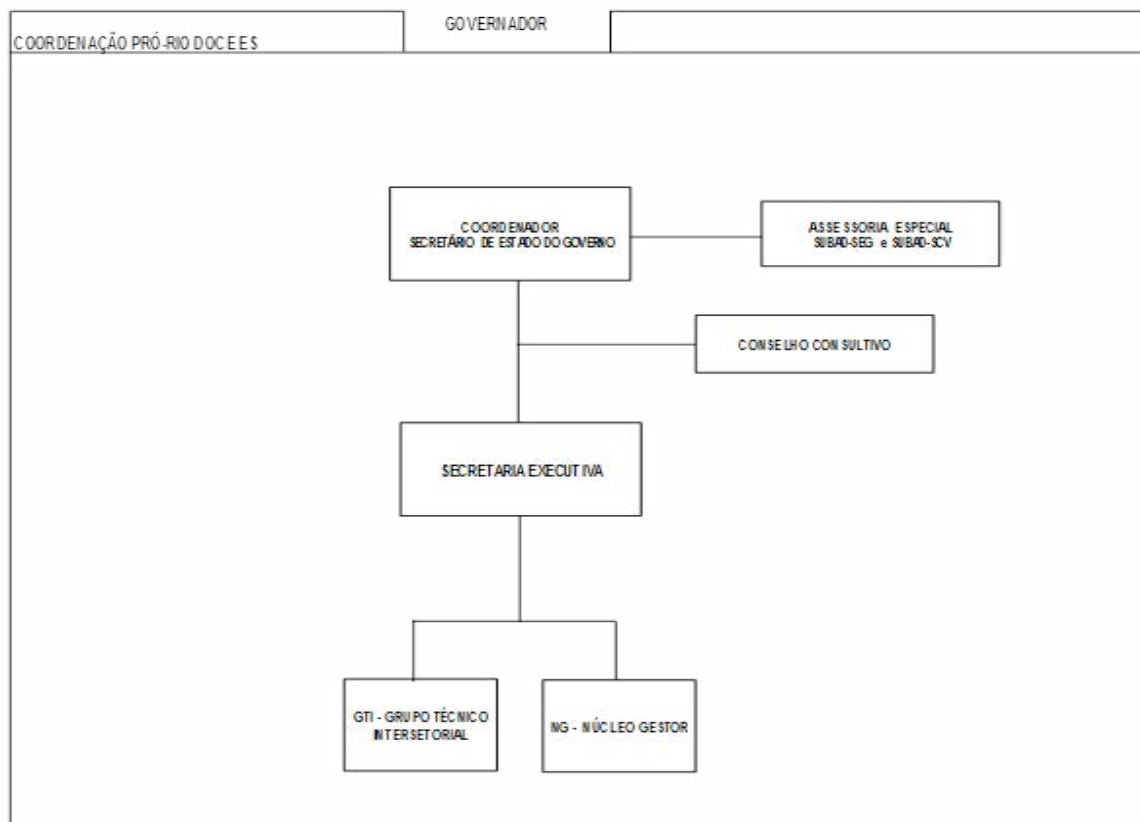 GOVERNADOR
COORDENAÇÃO PRÓ-RIO DOCE ES
COORDENADOR
SECRETÁRIO DE ESTADO DO GOVERNO
ASSESSORIA ESPECIAL
SUBAD-SEG e SUBAD-SCV
CONSELHO CONSULTIVO
SECRETARIA EXECUTIVA
GTI - GRUPO TÉCNICO
INTERSETORIAL
NG - NÚCLEO GESTOR